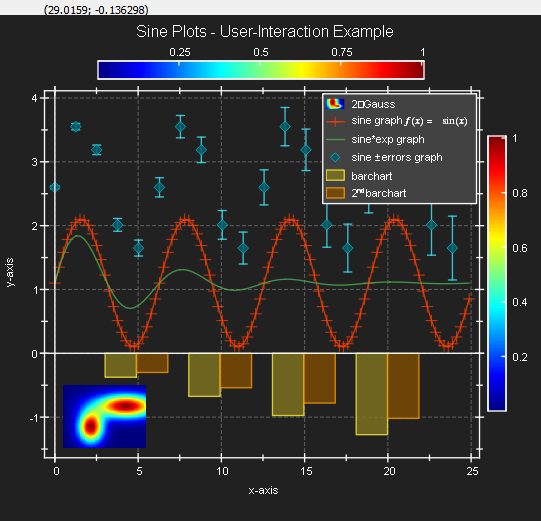 (29.0159; -0.136298)
Sine Plots - User-Interaction Example
0.25 0.5 0.75 1
4
3
2
1
0
-1
y-axis
2□Gauss
sine graph f(x) = sin(x)
sine*exp graph
sine ±errors graph
barchart
2nd barchart
1
0.8
0.6
0.4
0.2
0 5 10 15 20 25
x-axis